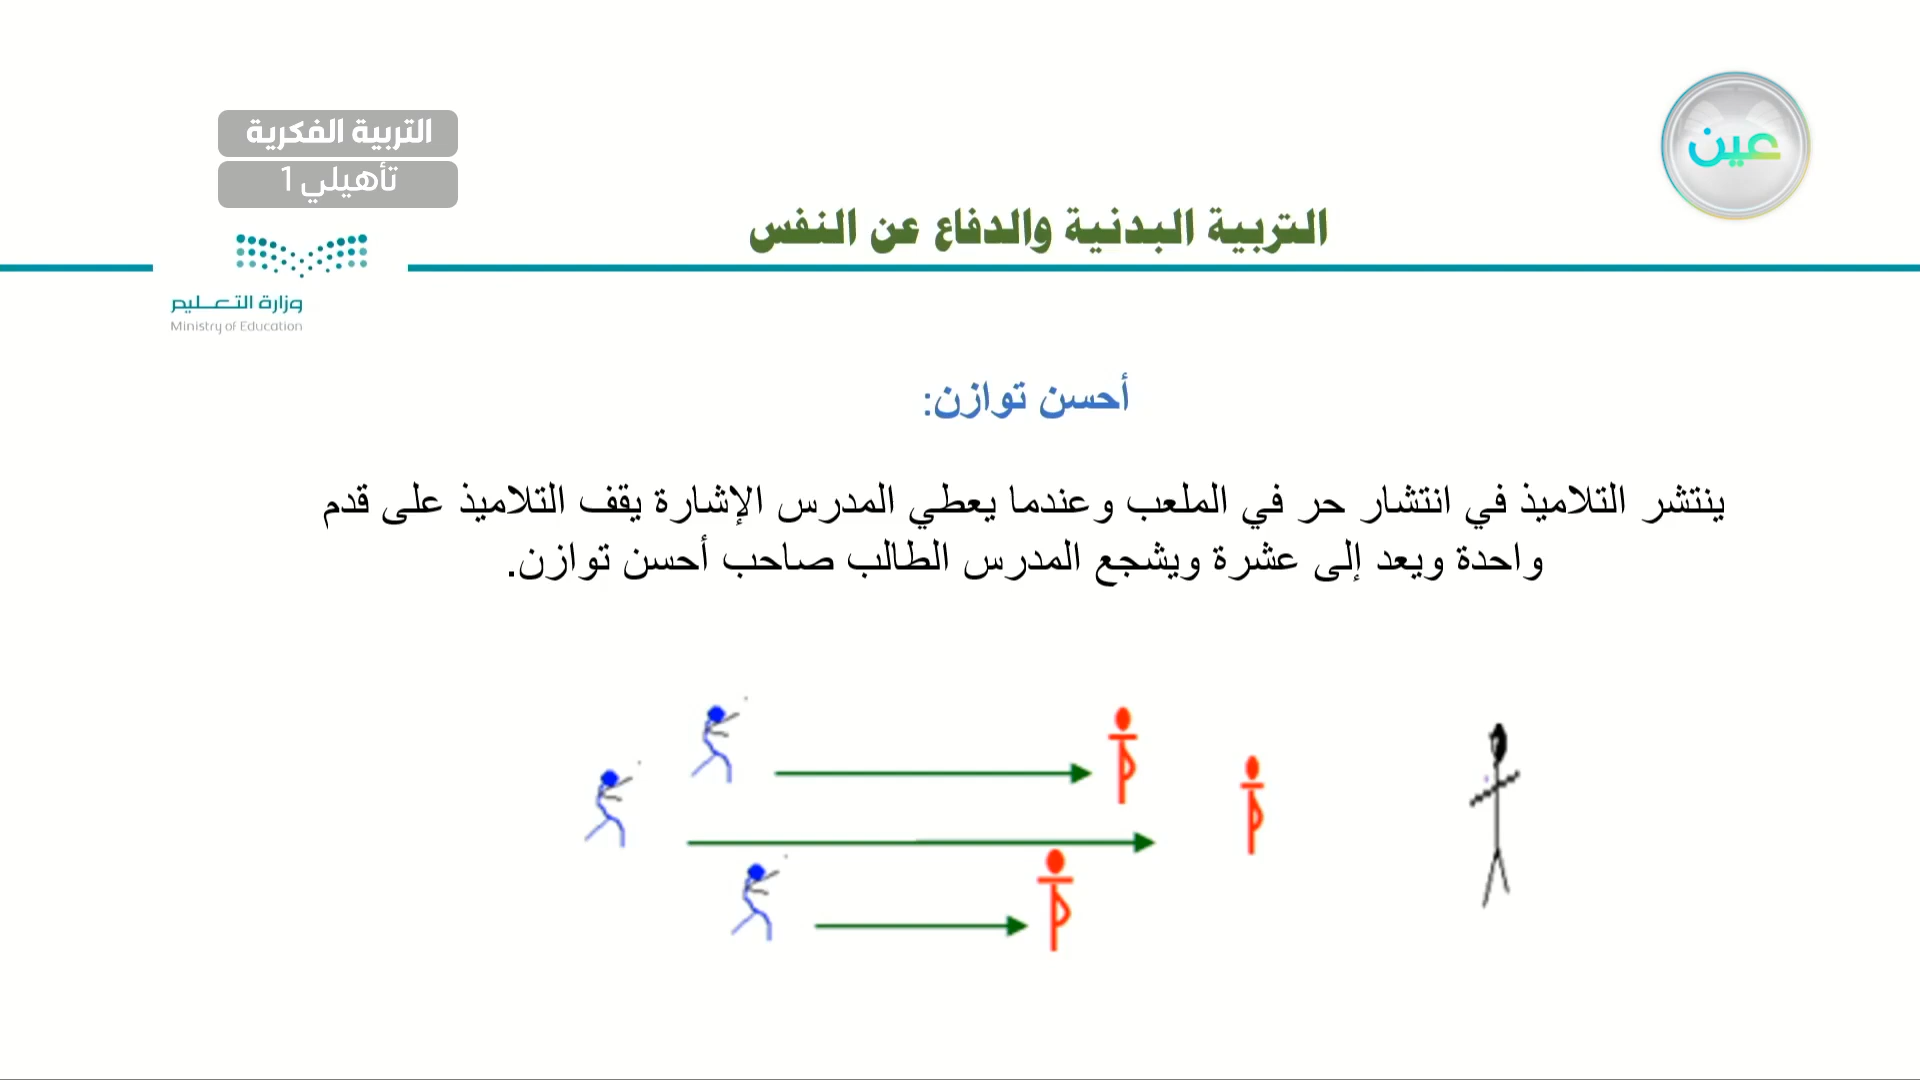 التربية الفكرية
تأهيلي 1
عين
التربية البدنية والدفاع عن النفس
وزارة التعليم
Ministry of Education
أحسن توازن:
ينتشر التلاميذ في انتشار حر في الملعب وعندما يعطي المدرس الإشارة يقف التلاميذ على قدم
واحدة ويعد إلى عشرة ويشجع المدرس الطالب صاحب أحسن توازن.